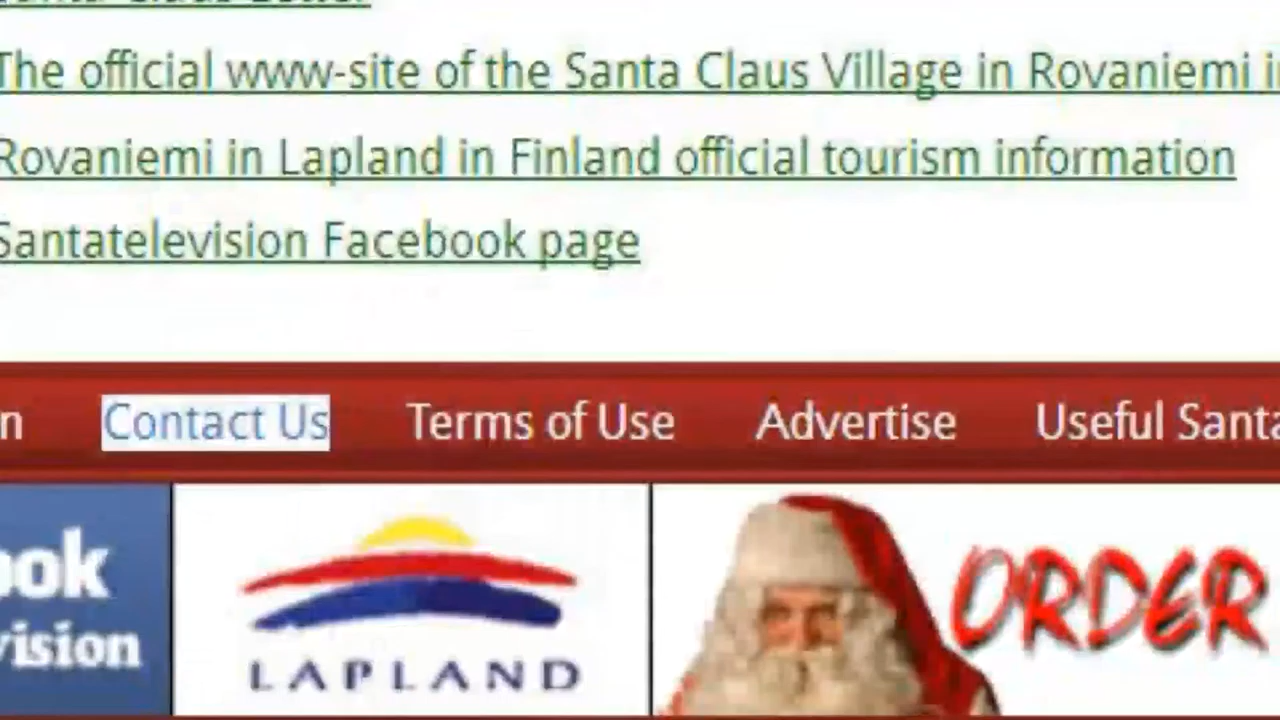 The official www-site of the Santa Claus Village in Rovaniemi
Rovaniemi in Lapland in Finland official tourism information
Santatelevision Facebook page
Contact Us Terms of Use Advertise Useful
LAPLAND
ORDER